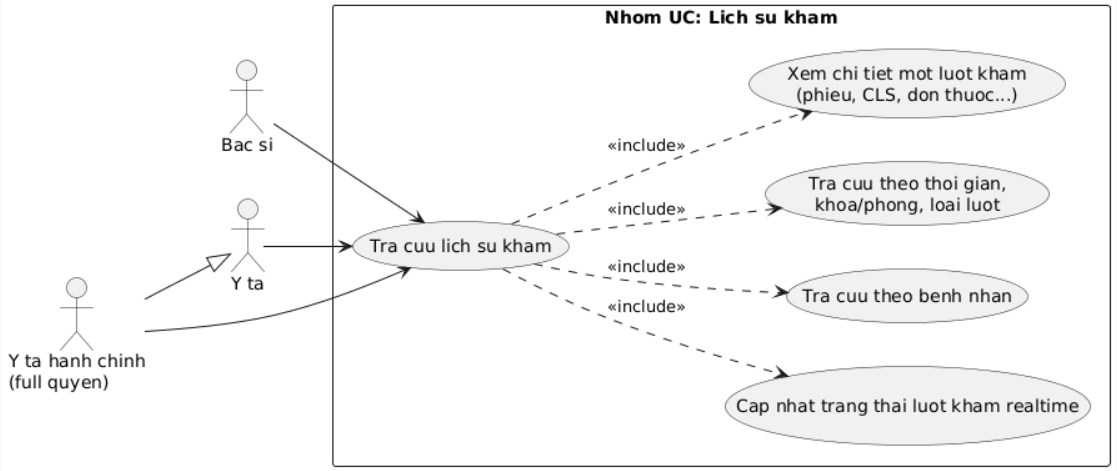 Nhom UC: Lich su kham
Bac si
Y ta
Y ta hanh chinh
(full quyen)
Tra cuu lich su kham
«include»
«include»
«include»
«include»
Xem chi tiet mot luot kham
(phieu, CLS, don thuoc...)
Tra cuu theo thoi gian,
khoa/phong, loai luot
Tra cuu theo benh nhan
Cap nhat trang thai luot kham realtime